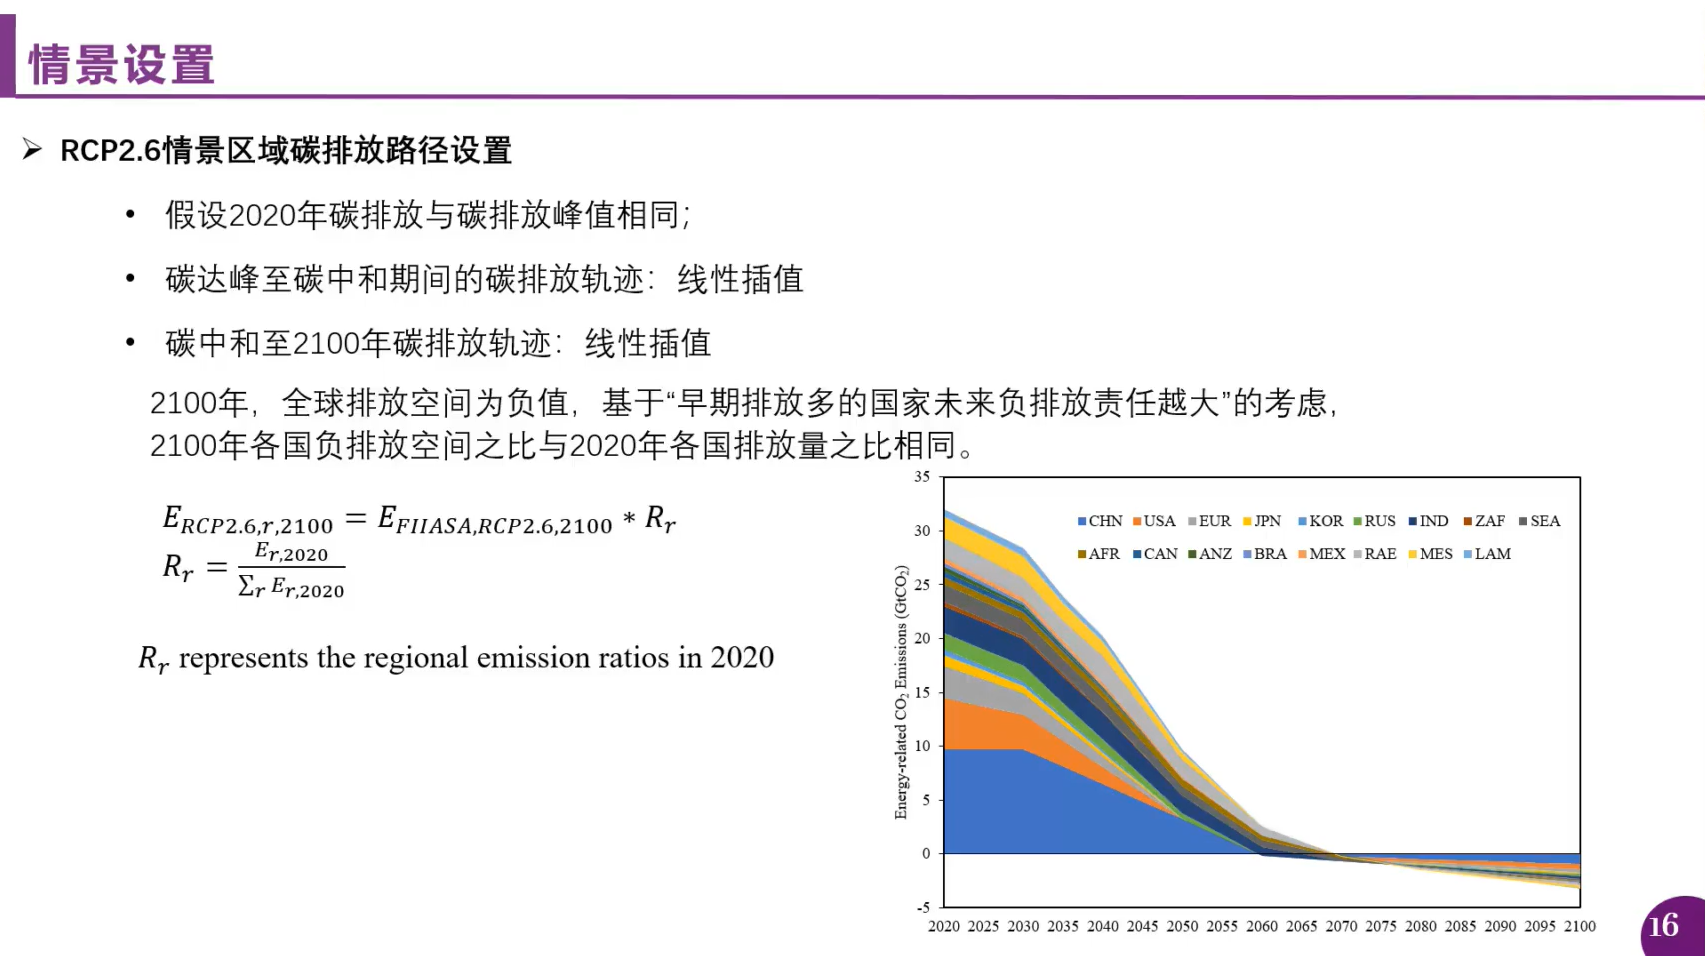 情景设置
➢ RCP2.6情景区域碳排放路径设置
• 假设2020年碳排放与碳排放峰值相同；
• 碳达峰至碳中和期间的碳排放轨迹：线性插值
• 碳中和至2100年碳排放轨迹：线性插值
2100年，全球排放空间为负值，基于“早期排放多的国家未来负排放责任越大”的考虑，
2100年各国负排放空间之比与2020年各国排放量之比相同。
E_{RCP2.6,r,2100} = E_{FIIASA,RCP2.6,2100} * R_r
R_r = \frac{E_{r,2020}}{\sum_r E_{r,2020}}
R_r represents the regional emission ratios in 2020
Energy-related CO₂ Emissions (GtCO₂)
35
30
25
20
15
10
5
0
-5
CHN USA EUR JPN KOR RUS IND ZAF SEA
AFR CAN ANZ BRA MEX RAE MES LAM
2020 2025 2030 2035 2040 2045 2050 2055 2060 2065 2070 2075 2080 2085 2090 2095 2100
16